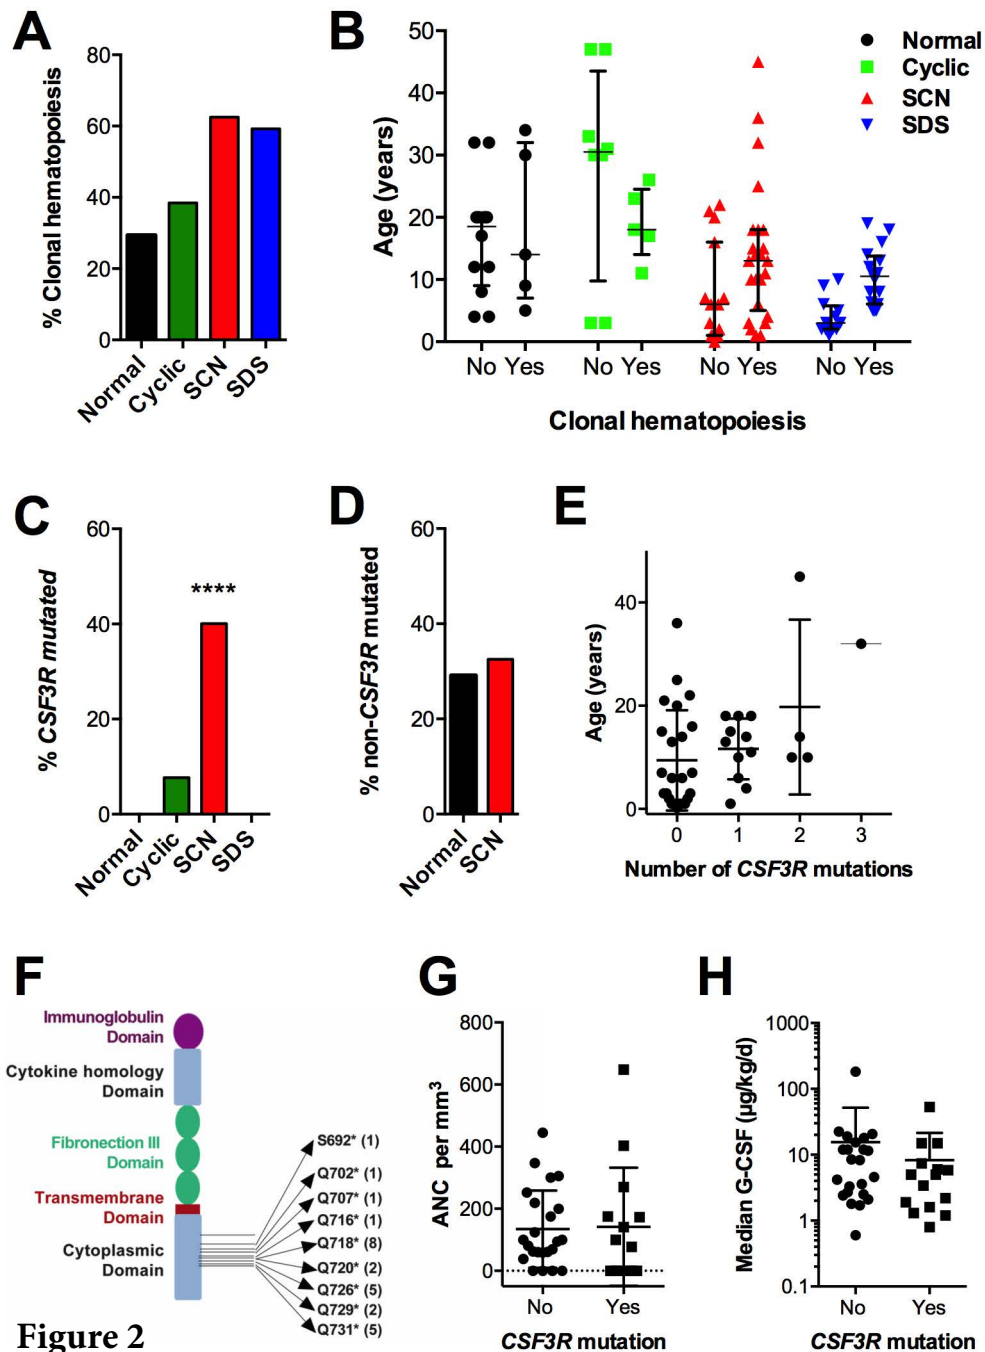 A
% Clonal hematopoiesis
80
60
40
20
0
Normal
Cyclic
SCN
SDS
B
Age (years)
50
40
30
20
10
0
No Yes No Yes No Yes No Yes
Clonal hematopoiesis
Normal
Cyclic
SCN
SDS
C
% CSF3R mutated
60
40
20
0
****
Normal
Cyclic
SCN
SDS
D
% non-CSF3R mutated
60
40
20
0
Normal
SCN
E
Age (years)
40
20
0
0 1 2 3
Number of CSF3R mutations
F
Immunoglobulin
Domain
Cytokine homology
Domain
Fibronection III
Domain
Transmembrane
Domain
Cytoplasmic
Domain
S692* (1)
Q702* (1)
Q707* (1)
Q716* (1)
Q718* (8)
Q720* (2)
Q726* (5)
Q729* (2)
Q731* (5)
G
ANC per mm3
800
600
400
200
0
No Yes
CSF3R mutation
H
Median G-CSF (µg/kg/d)
1000
100
10
1
0.1
No Yes
CSF3R mutation
Figure 2